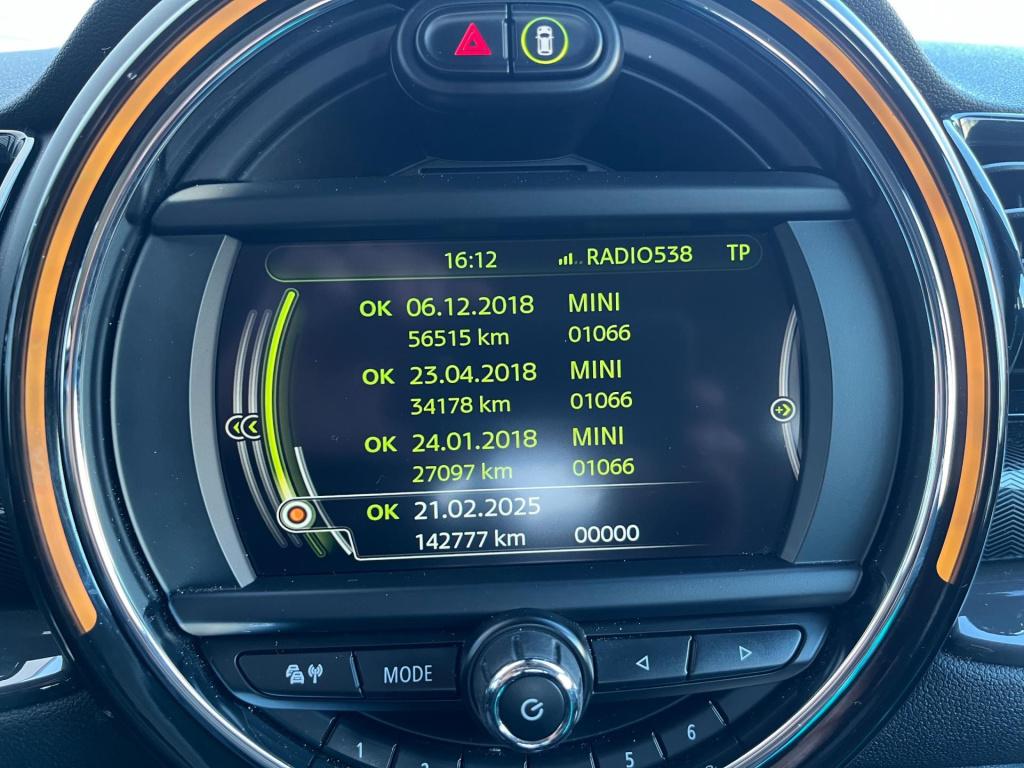 16:12 RADIO538 TP
OK 06.12.2018 MINI
56515 km 01066
OK 23.04.2018 MINI
34178 km 01066
OK 24.01.2018 MINI
27097 km 01066
OK 21.02.2025
142777 km 00000
MODE
1 5 6